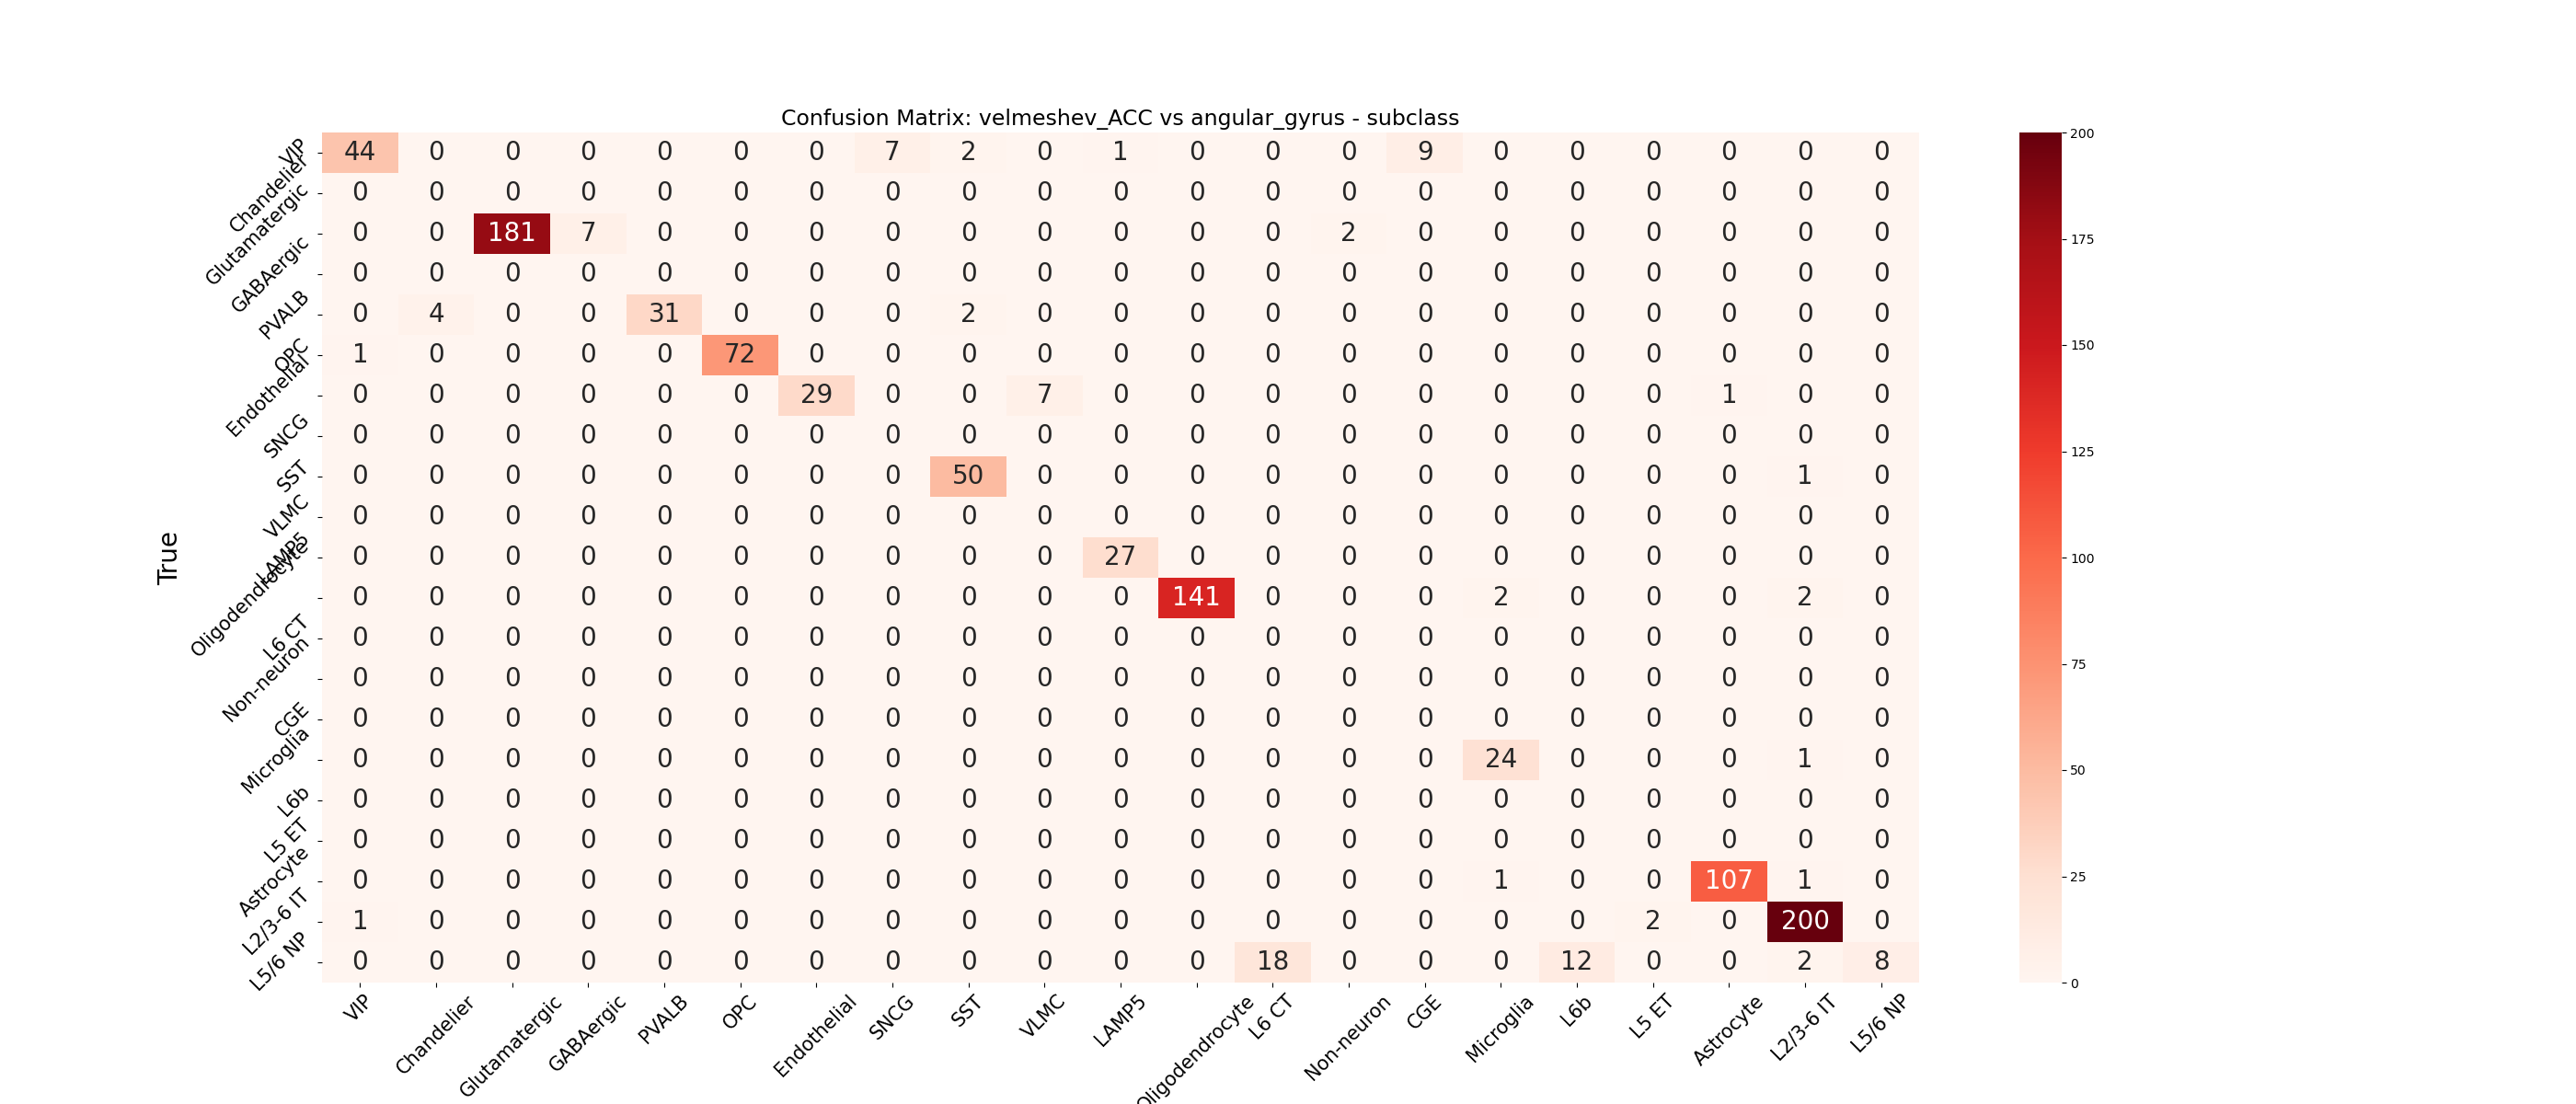 Confusion Matrix: velmeshev_ACC vs angular_gyrus - subclass
True
VIP 44 0 0 0 0 0 0 7 2 0 1 0 0 0 9 0 0 0 0 0 0
Chandelier 0 0 0 0 0 0 0 0 0 0 0 0 0 0 0 0 0 0 0 0 0
Glutamatergic 0 0 181 7 0 0 0 0 0 0 0 0 0 2 0 0 0 0 0 0 0
GABAergic 0 0 0 0 0 0 0 0 0 0 0 0 0 0 0 0 0 0 0 0 0
PVALB 0 4 0 0 31 0 0 0 2 0 0 0 0 0 0 0 0 0 0 0 0
OPC 1 0 0 0 0 72 0 0 0 0 0 0 0 0 0 0 0 0 0 0 0
Endothelial 0 0 0 0 0 0 29 0 0 7 0 0 0 0 0 0 0 0 1 0 0
SNCG 0 0 0 0 0 0 0 0 0 0 0 0 0 0 0 0 0 0 0 0 0
SST 0 0 0 0 0 0 0 0 50 0 0 0 0 0 0 0 0 0 0 1 0
VLMC 0 0 0 0 0 0 0 0 0 0 0 0 0 0 0 0 0 0 0 0 0
LAMP5 0 0 0 0 0 0 0 0 0 0 27 0 0 0 0 0 0 0 0 0 0
Oligodendrocyte 0 0 0 0 0 0 0 0 0 0 0 141 0 0 0 2 0 0 0 2 0
L6 CT 0 0 0 0 0 0 0 0 0 0 0 0 0 0 0 0 0 0 0 0 0
Non-neuron 0 0 0 0 0 0 0 0 0 0 0 0 0 0 0 0 0 0 0 0 0
CGE 0 0 0 0 0 0 0 0 0 0 0 0 0 0 0 0 0 0 0 0 0
Microglia 0 0 0 0 0 0 0 0 0 0 0 0 0 0 0 24 0 0 0 1 0
L6b 0 0 0 0 0 0 0 0 0 0 0 0 0 0 0 0 0 0 0 0 0
L5 ET 0 0 0 0 0 0 0 0 0 0 0 0 0 0 0 0 0 0 0 0 0
Astrocyte 0 0 0 0 0 0 0 0 0 0 0 0 0 0 0 1 0 0 107 1 0
L2/3-6 IT 1 0 0 0 0 0 0 0 0 0 0 0 0 0 0 0 0 2 0 200 0
L5/6 NP 0 0 0 0 0 0 0 0 0 0 0 0 18 0 0 0 12 0 0 2 8
VIP Chandelier Glutamatergic GABAergic PVALB OPC Endothelial SNCG SST VLMC LAMP5 Oligodendrocyte L6 CT Non-neuron CGE Microglia L6b L5 ET Astrocyte L2/3-6 IT L5/6 NP
200
175
150
125
100
75
50
25
0